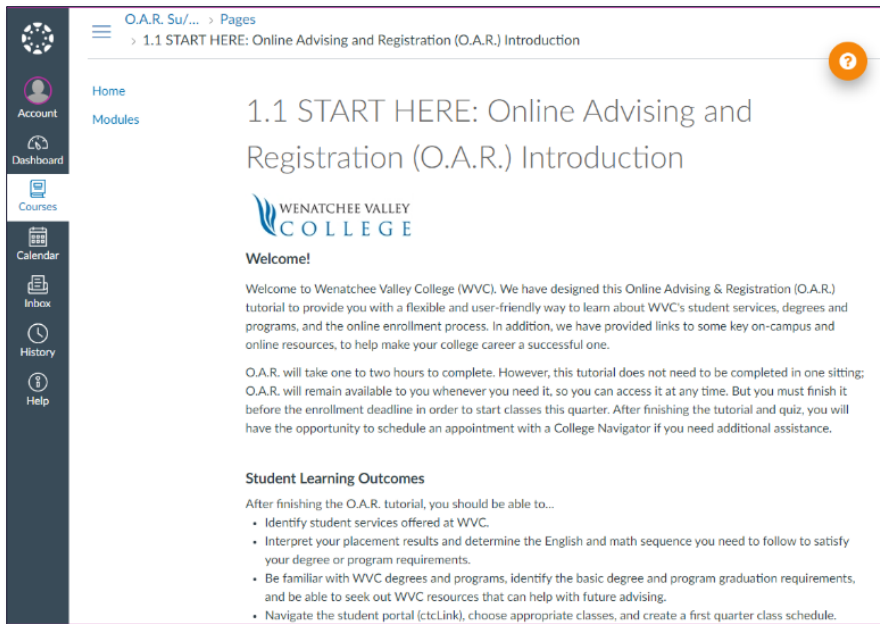 O.A.R. Su/... > Pages
> 1.1 START HERE: Online Advising and Registration (O.A.R.) Introduction
?
Account
Dashboard
Courses
Calendar
Inbox
History
Help
Home
Modules
1.1 START HERE: Online Advising and
Registration (O.A.R.) Introduction
WENATCHEE VALLEY
COLLEGE
Welcome!
Welcome to Wenatchee Valley College (WVC). We have designed this Online Advising & Registration (O.A.R.)
tutorial to provide you with a flexible and user-friendly way to learn about WVC's student services, degrees and
programs, and the online enrollment process. In addition, we have provided links to some key on-campus and
online resources, to help make your college career a successful one.
O.A.R. will take one to two hours to complete. However, this tutorial does not need to be completed in one sitting;
O.A.R. will remain available to you whenever you need it, so you can access it at any time. But you must finish it
before the enrollment deadline in order to start classes this quarter. After finishing the tutorial and quiz, you will
have the opportunity to schedule an appointment with a College Navigator if you need additional assistance.
Student Learning Outcomes
After finishing the O.A.R. tutorial, you should be able to...
• Identify student services offered at WVC.
• Interpret your placement results and determine the English and math sequence you need to follow to satisfy
your degree or program requirements.
• Be familiar with WVC degrees and programs, identify the basic degree and program graduation requirements,
and be able to seek out WVC resources that can help with future advising.
• Navigate the student portal (ctcLink), choose appropriate classes, and create a first quarter class schedule.